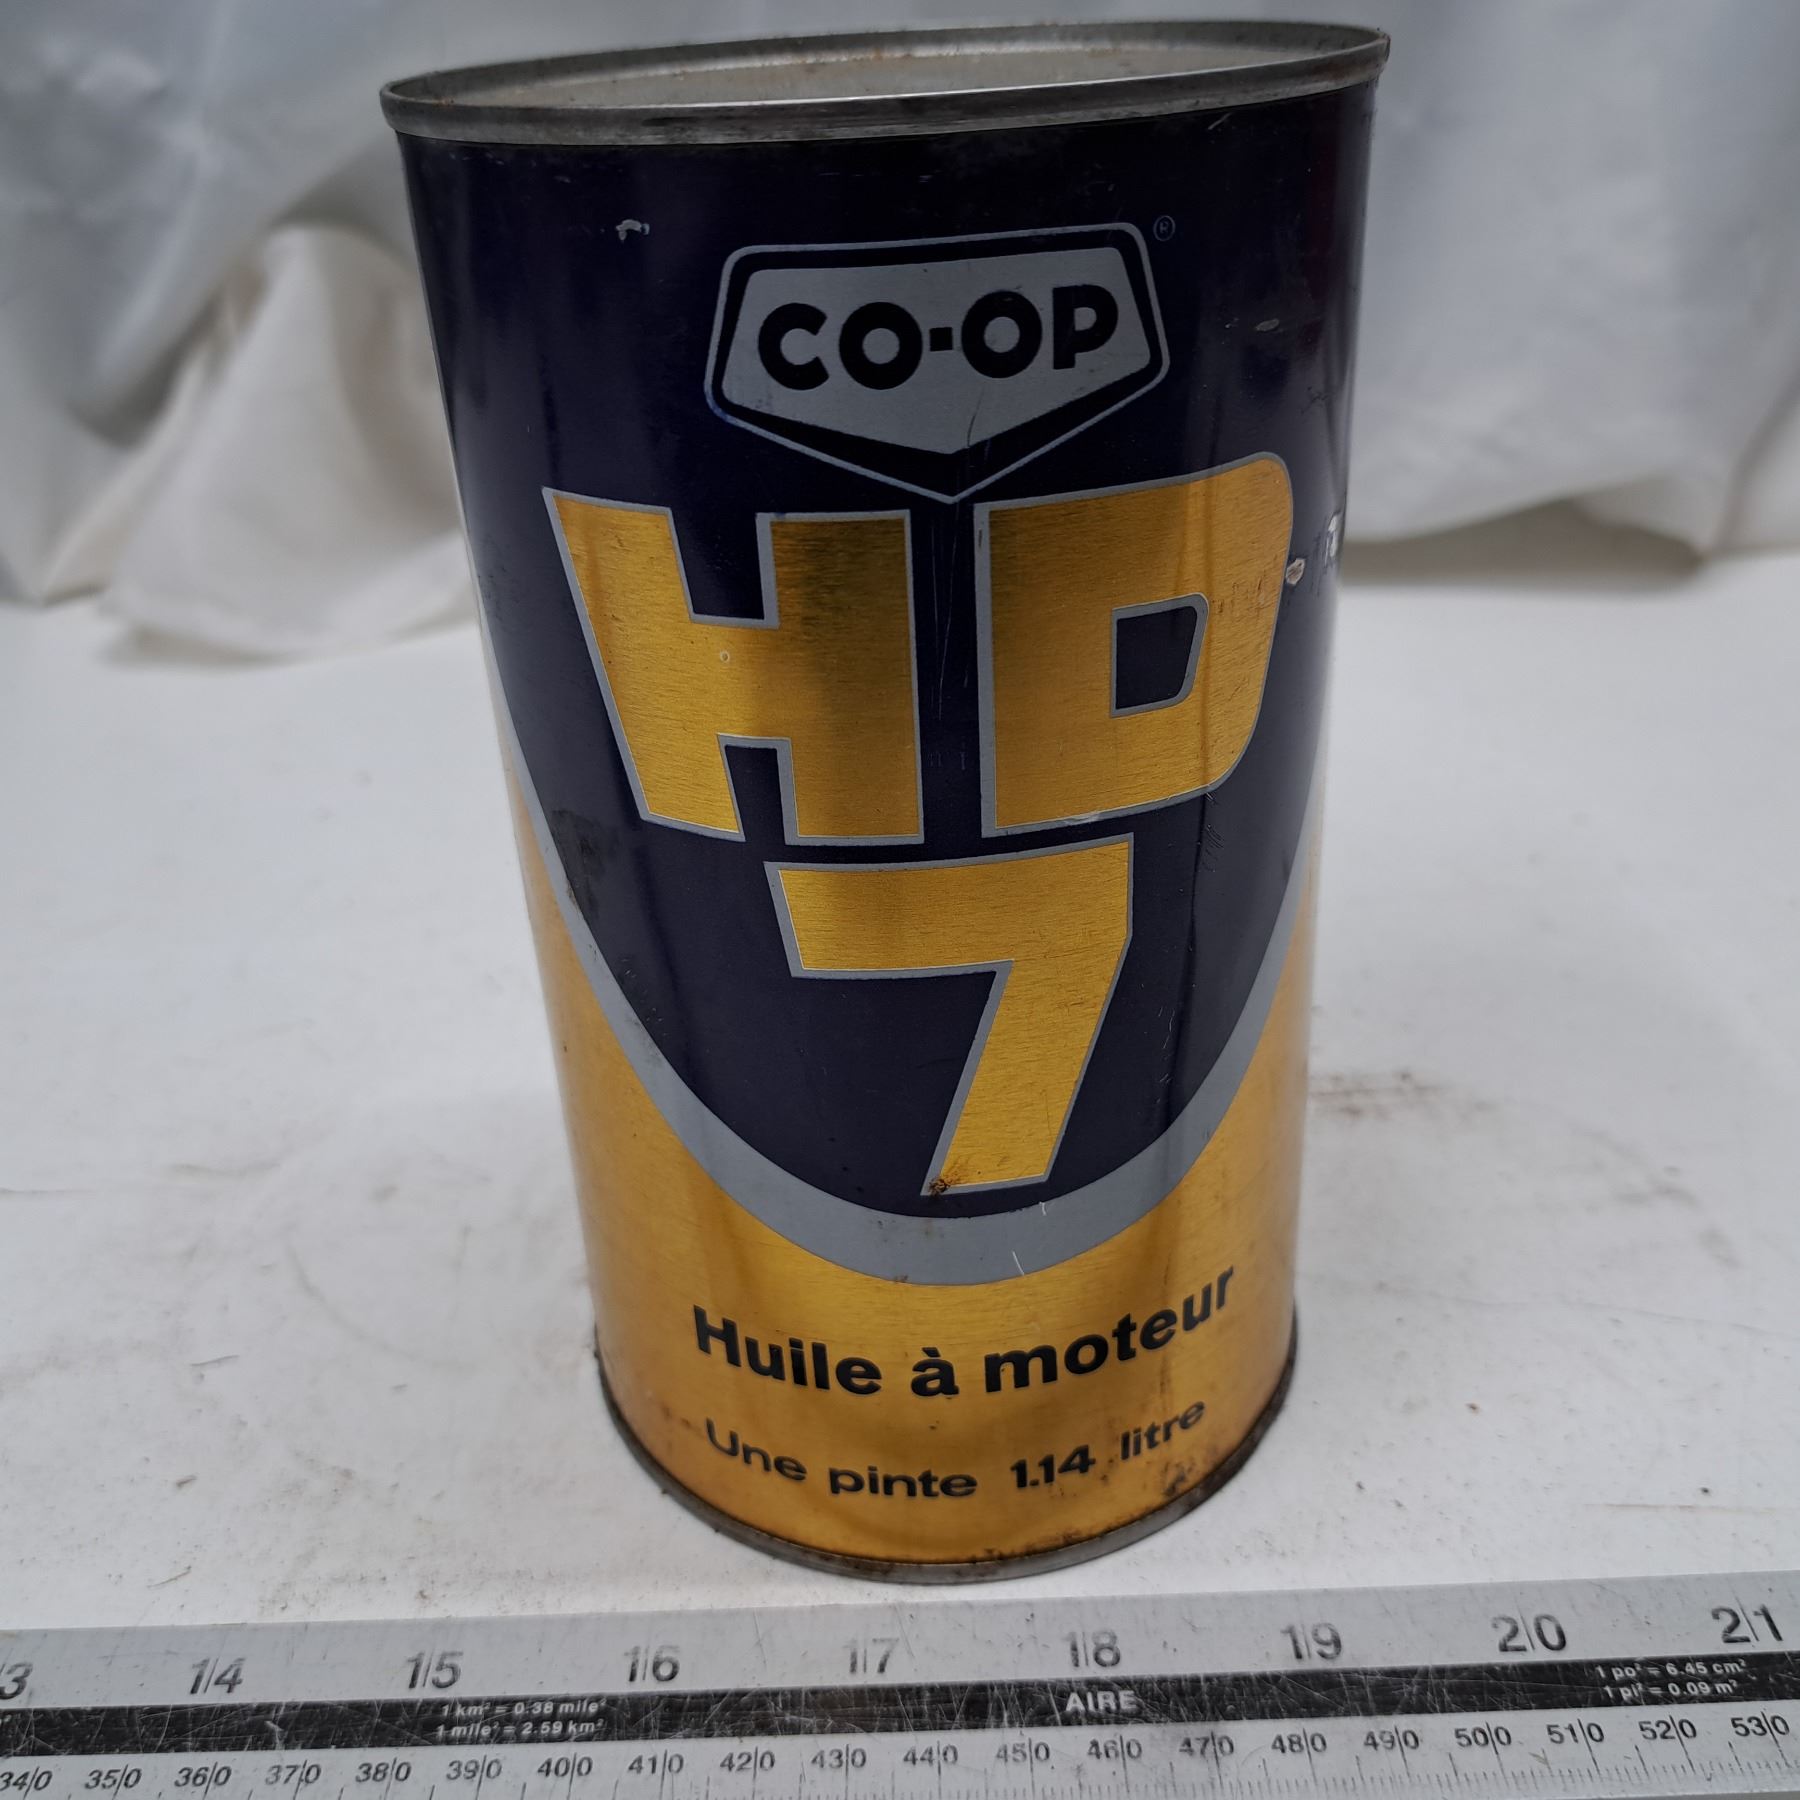 CO-OP ®
HD
7
Huile à moteur
Une pinte 1.14 litre
14 15 16 17 18 19 20 21
1 km² = 0.38 mile²
1 mile² = 2.59 km²
AIRE
1 po² = 6.45 cm²
1 pi² = 0.09 m²
340 350 360 370 380 390 400 410 420 430 440 450 460 470 480 490 500 510 520 530